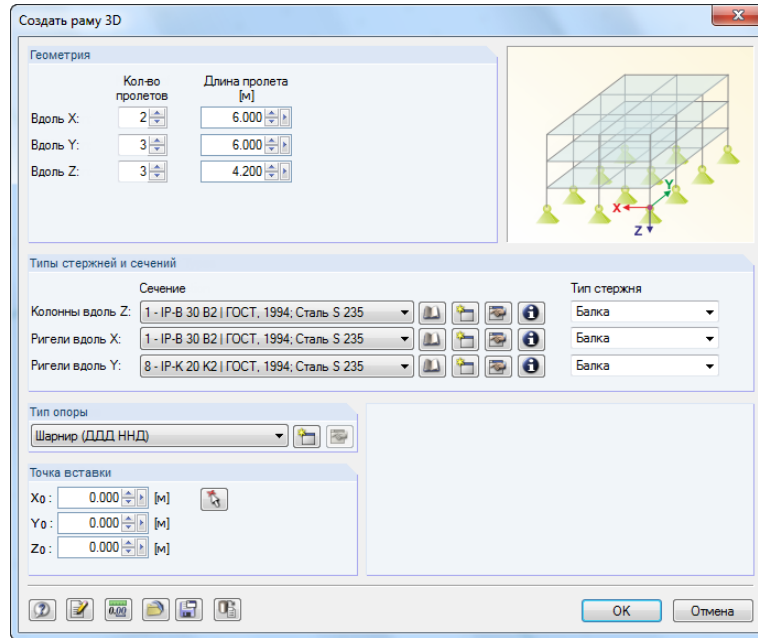 Создать раму 3D
Геометрия
Кол-во пролетов Длина пролета [м]
Вдоль X: 2 6.000
Вдоль Y: 3 6.000
Вдоль Z: 3 4.200
X Y Z
Типы стержней и сечений
Сечение Тип стержня
Колонны вдоль Z: 1 - IP-B 30 B2 | ГОСТ, 1994; Сталь S 235 Балка
Ригели вдоль X: 1 - IP-B 30 B2 | ГОСТ, 1994; Сталь S 235 Балка
Ригели вдоль Y: 8 - IP-K 20 K2 | ГОСТ, 1994; Сталь S 235 Балка
Тип опоры
Шарнир (ДДД ННД)
Точка вставки
X0 : 0.000 [м]
Y0 : 0.000 [м]
Z0 : 0.000 [м]
0.00
OK Отмена